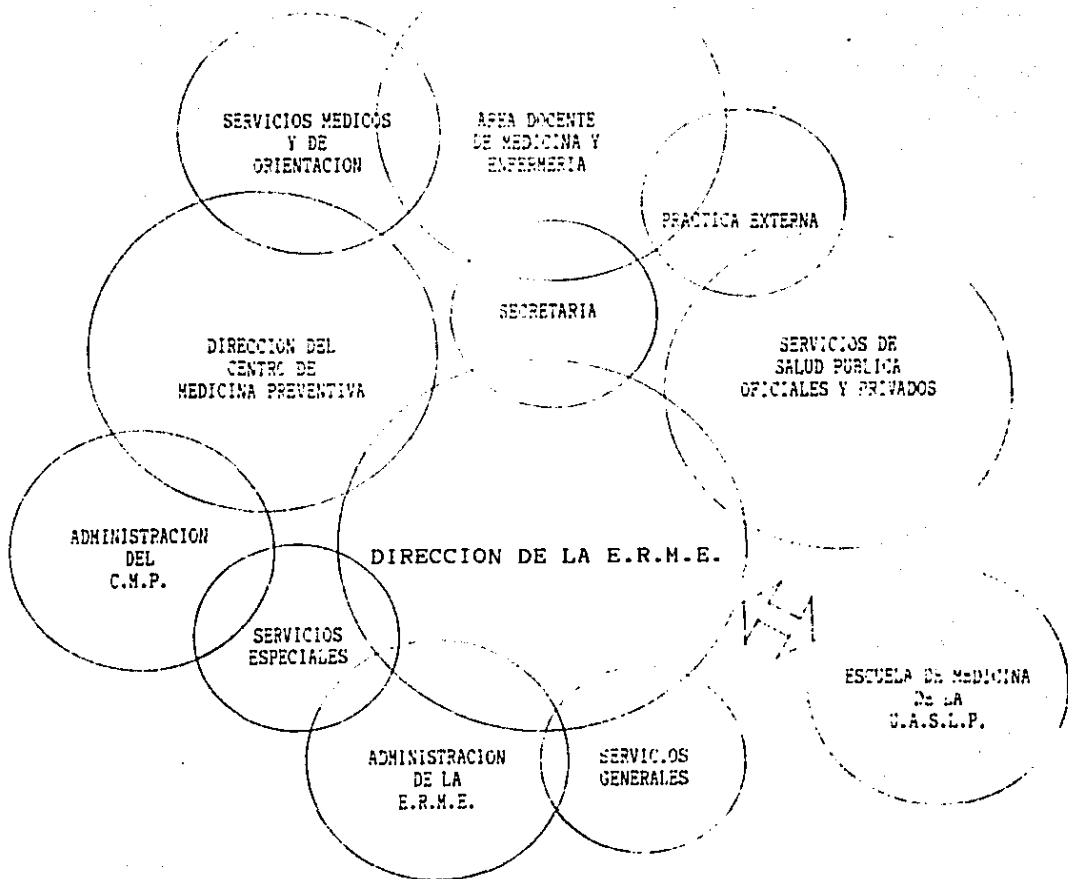 SERVICIOS MEDICOS
Y DE
ORIENTACION
AREA DOCENTE
DE MEDICINA Y
ENFERMERIA
PRACTICA EXTERNA
SECRETARIA
DIRECCION DEL
CENTRO DE
MEDICINA PREVENTIVA
SERVICIOS DE
SALUD PUBLICA
OFICIALES Y PRIVADOS
ADMINISTRACION
DEL
C.M.P.
DIRECCION DE LA E.R.M.E.
SERVICIOS
ESPECIALES
ESCUELA DE MEDICINA
DE LA
U.A.S.L.P.
ADMINISTRACION
DE LA
E.R.M.E.
SERVICIOS
GENERALES